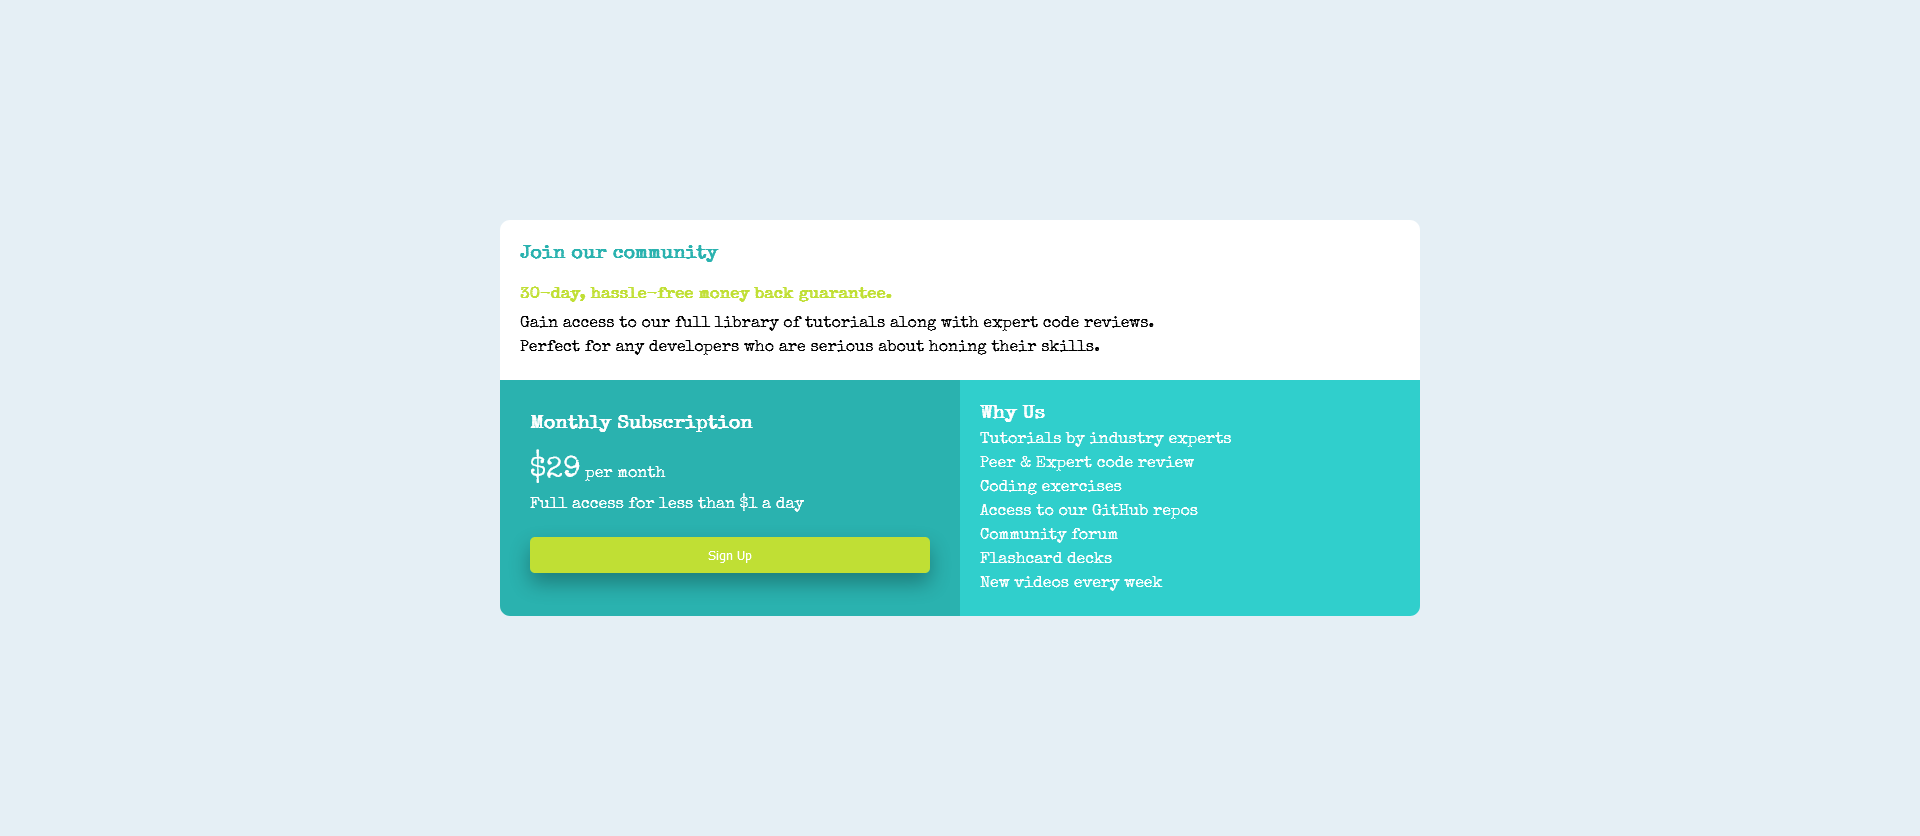 Join our community
30-day, hassle-free money back guarantee.
Gain access to our full library of tutorials along with expert code reviews.
Perfect for any developers who are serious about honing their skills.
Monthly Subscription
$29 per month
Full access for less than $1 a day
Sign Up
Why Us
Tutorials by industry experts
Peer & Expert code review
Coding exercises
Access to our GitHub repos
Community forum
Flashcard decks
New videos every week